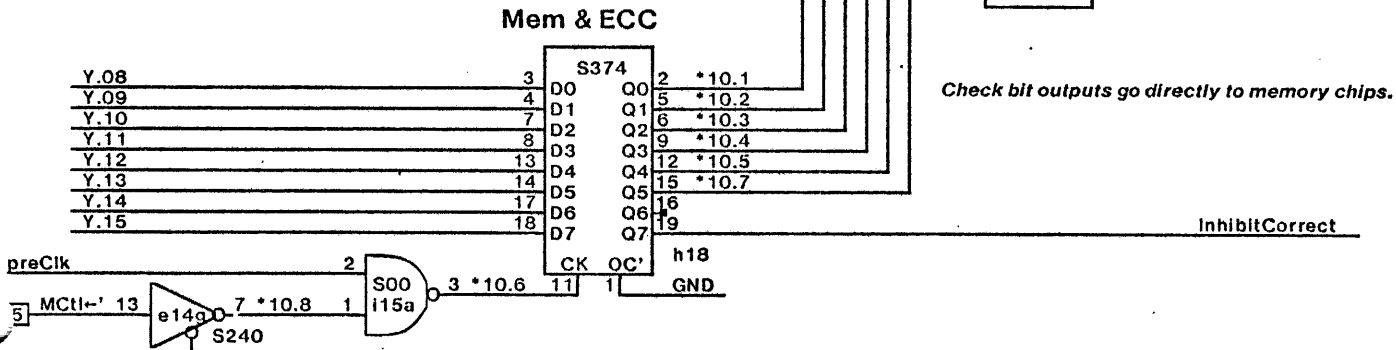 Mem & ECC
S374
Y.08 3 D0 Q0 2 *10.1
Y.09 4 D1 Q1 5 *10.2
Y.10 7 D2 Q2 6 *10.3
Y.11 8 D3 Q3 9 *10.4
Y.12 13 D4 Q4 12 *10.5
Y.13 14 D5 Q5 15 *10.7
Y.14 17 D6 Q6 16
Y.15 18 D7 Q7 19 InhibitCorrect
Check bit outputs go directly to memory chips.
h18
CK OC'
preClk 2
S00
i15a
3 *10.6 11 1 GND
5 MCtl←' 13 e14g 7 *10.8 1
S240